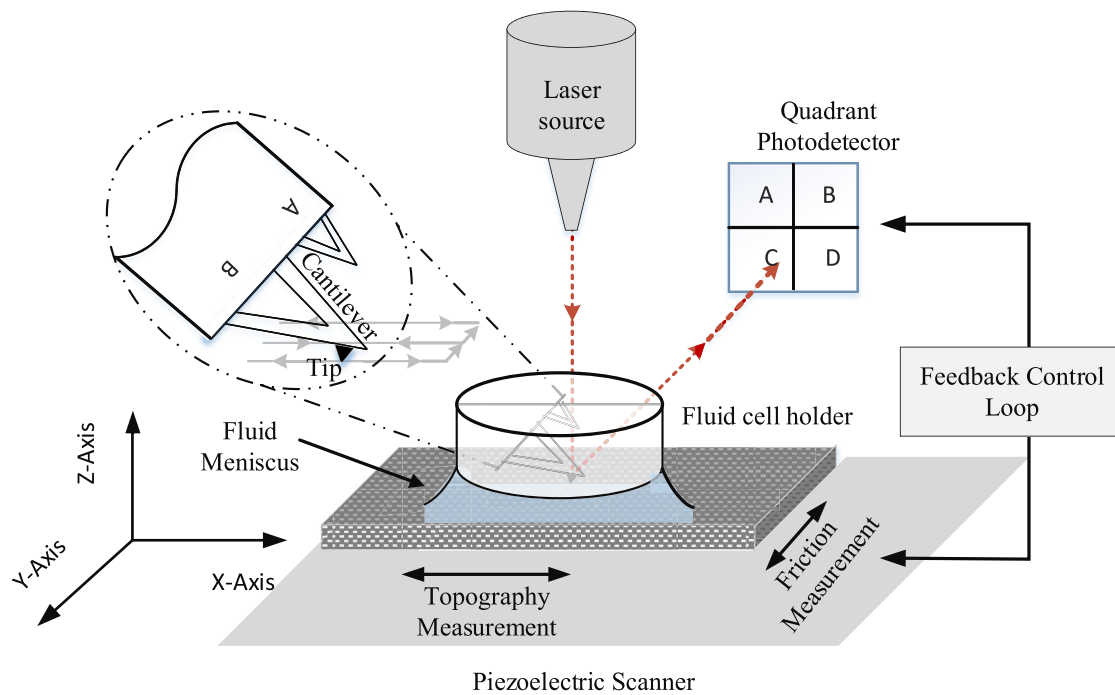 Laser
source
Quadrant
Photodetector
A B
C D
A
B
Cantilever
Tip
Feedback Control
Loop
Fluid cell holder
Fluid
Meniscus
Z-Axis
Y-Axis
X-Axis
Topography
Measurement
Friction
Measurement
Piezoelectric Scanner